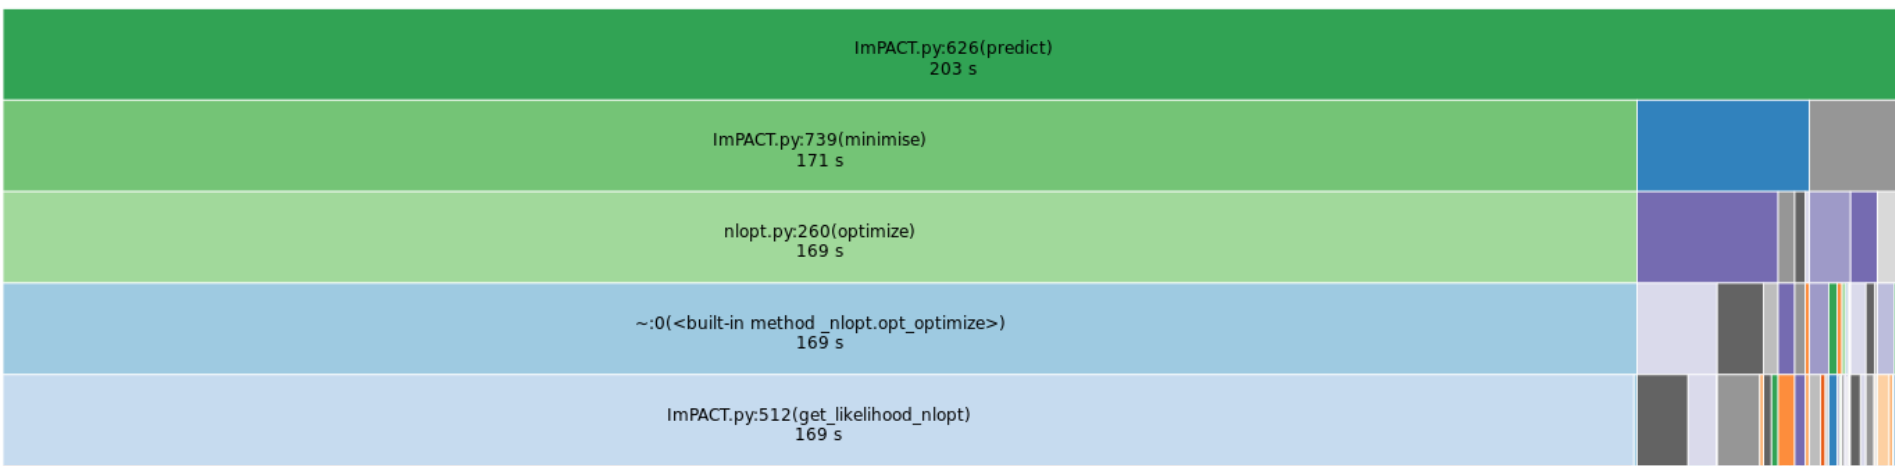 ImPACT.py:626(predict)
203 s
ImPACT.py:739(minimise)
171 s
nlopt.py:260(optimize)
169 s
~:0(<built-in method _nlopt.opt_optimize>)
169 s
ImPACT.py:512(get_likelihood_nlopt)
169 s